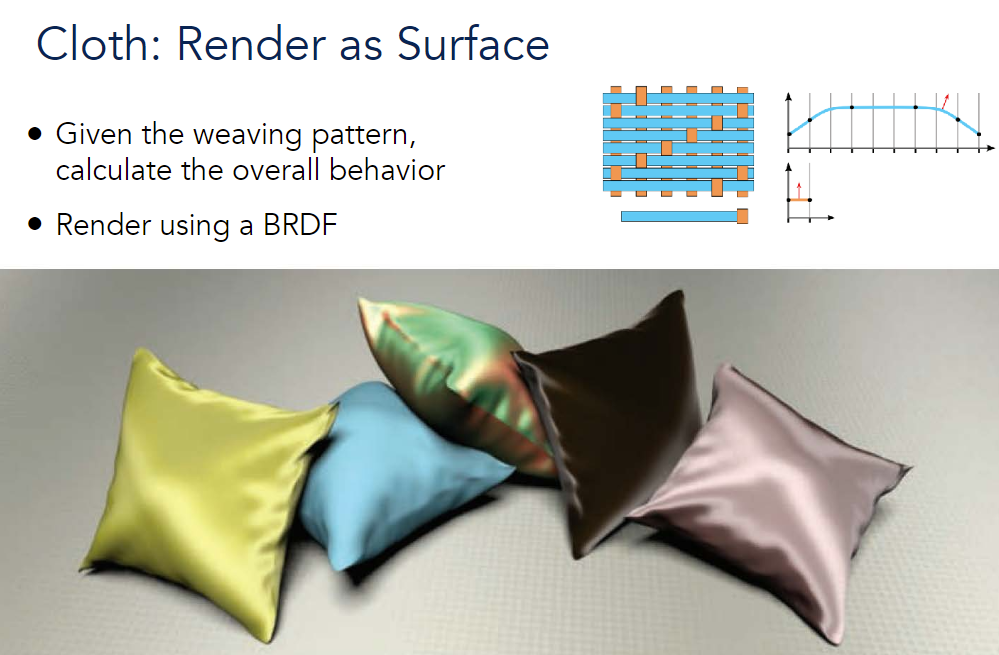 Cloth: Render as Surface
• Given the weaving pattern,
calculate the overall behavior
• Render using a BRDF